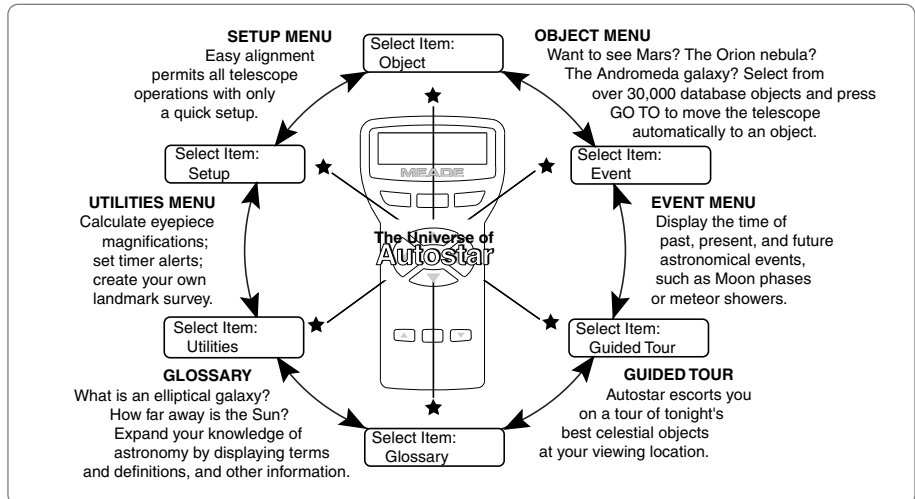 SETUP MENU
Easy alignment
permits all telescope
operations with only
a quick setup.
Select Item:
Object
OBJECT MENU
Want to see Mars? The Orion nebula?
The Andromeda galaxy? Select from
over 30,000 database objects and press
GO TO to move the telescope
automatically to an object.
Select Item:
Setup
MEADE
Select Item:
Event
UTILITIES MENU
Calculate eyepiece
magnifications;
set timer alerts;
create your own
landmark survey.
The Universe of
Autostar
EVENT MENU
Display the time of
past, present, and future
astronomical events,
such as Moon phases
or meteor showers.
Select Item:
Utilities
Select Item:
Guided Tour
GLOSSARY
What is an elliptical galaxy?
How far away is the Sun?
Expand your knowledge of
astronomy by displaying terms
and definitions, and other information.
Select Item:
Glossary
GUIDED TOUR
Autostar escorts you
on a tour of tonight's
best celestial objects
at your viewing location.